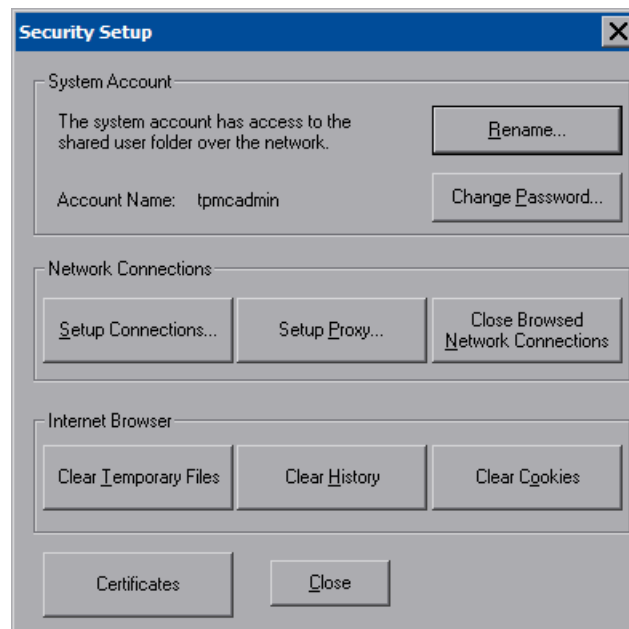 Security Setup
System Account
The system account has access to the
shared user folder over the network.
Rename...
Account Name: tpmcadmin
Change Password...
Network Connections
Setup Connections...
Setup Proxy...
Close Browsed
Network Connections
Internet Browser
Clear Temporary Files
Clear History
Clear Cookies
Certificates
Close